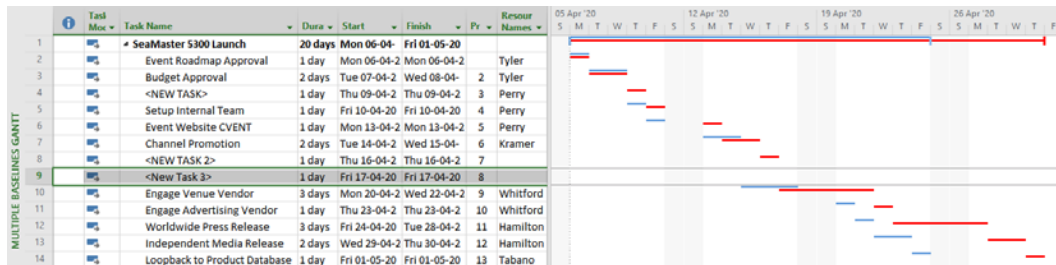 Task Mode Task Name Dura Start Finish Pr Resour Names
05 Apr '20 12 Apr '20 19 Apr '20 26 Apr '20
S M T W T F S S M T W T F S S M T W T F S S M T W T F
MULTIPLE BASELINES GANTT
1 SeaMaster 5300 Launch 20 days Mon 06-04- Fri 01-05-20
2 Event Roadmap Approval 1 day Mon 06-04-2 Mon 06-04-2 Tyler
3 Budget Approval 2 days Tue 07-04-2 Wed 08-04- 2 Tyler
4 <NEW TASK> 1 day Thu 09-04-2 Thu 09-04-2 3 Perry
5 Setup Internal Team 1 day Fri 10-04-20 Fri 10-04-20 4 Perry
6 Event Website CVENT 1 day Mon 13-04-2 Mon 13-04-2 5 Perry
7 Channel Promotion 2 days Tue 14-04-2 Wed 15-04- 6 Kramer
8 <NEW TASK 2> 1 day Thu 16-04-2 Thu 16-04-2 7
9 <New Task 3> 1 day Fri 17-04-20 Fri 17-04-20 8
10 Engage Venue Vendor 3 days Mon 20-04-2 Wed 22-04-2 9 Whitford
11 Engage Advertising Vendor 1 day Thu 23-04-2 Thu 23-04-2 10 Whitford
12 Worldwide Press Release 3 days Fri 24-04-20 Tue 28-04-2 11 Hamilton
13 Independent Media Release 2 days Wed 29-04-2 Thu 30-04-2 12 Hamilton
14 Loopback to Product Database 1 day Fri 01-05-20 Fri 01-05-20 13 Tabano